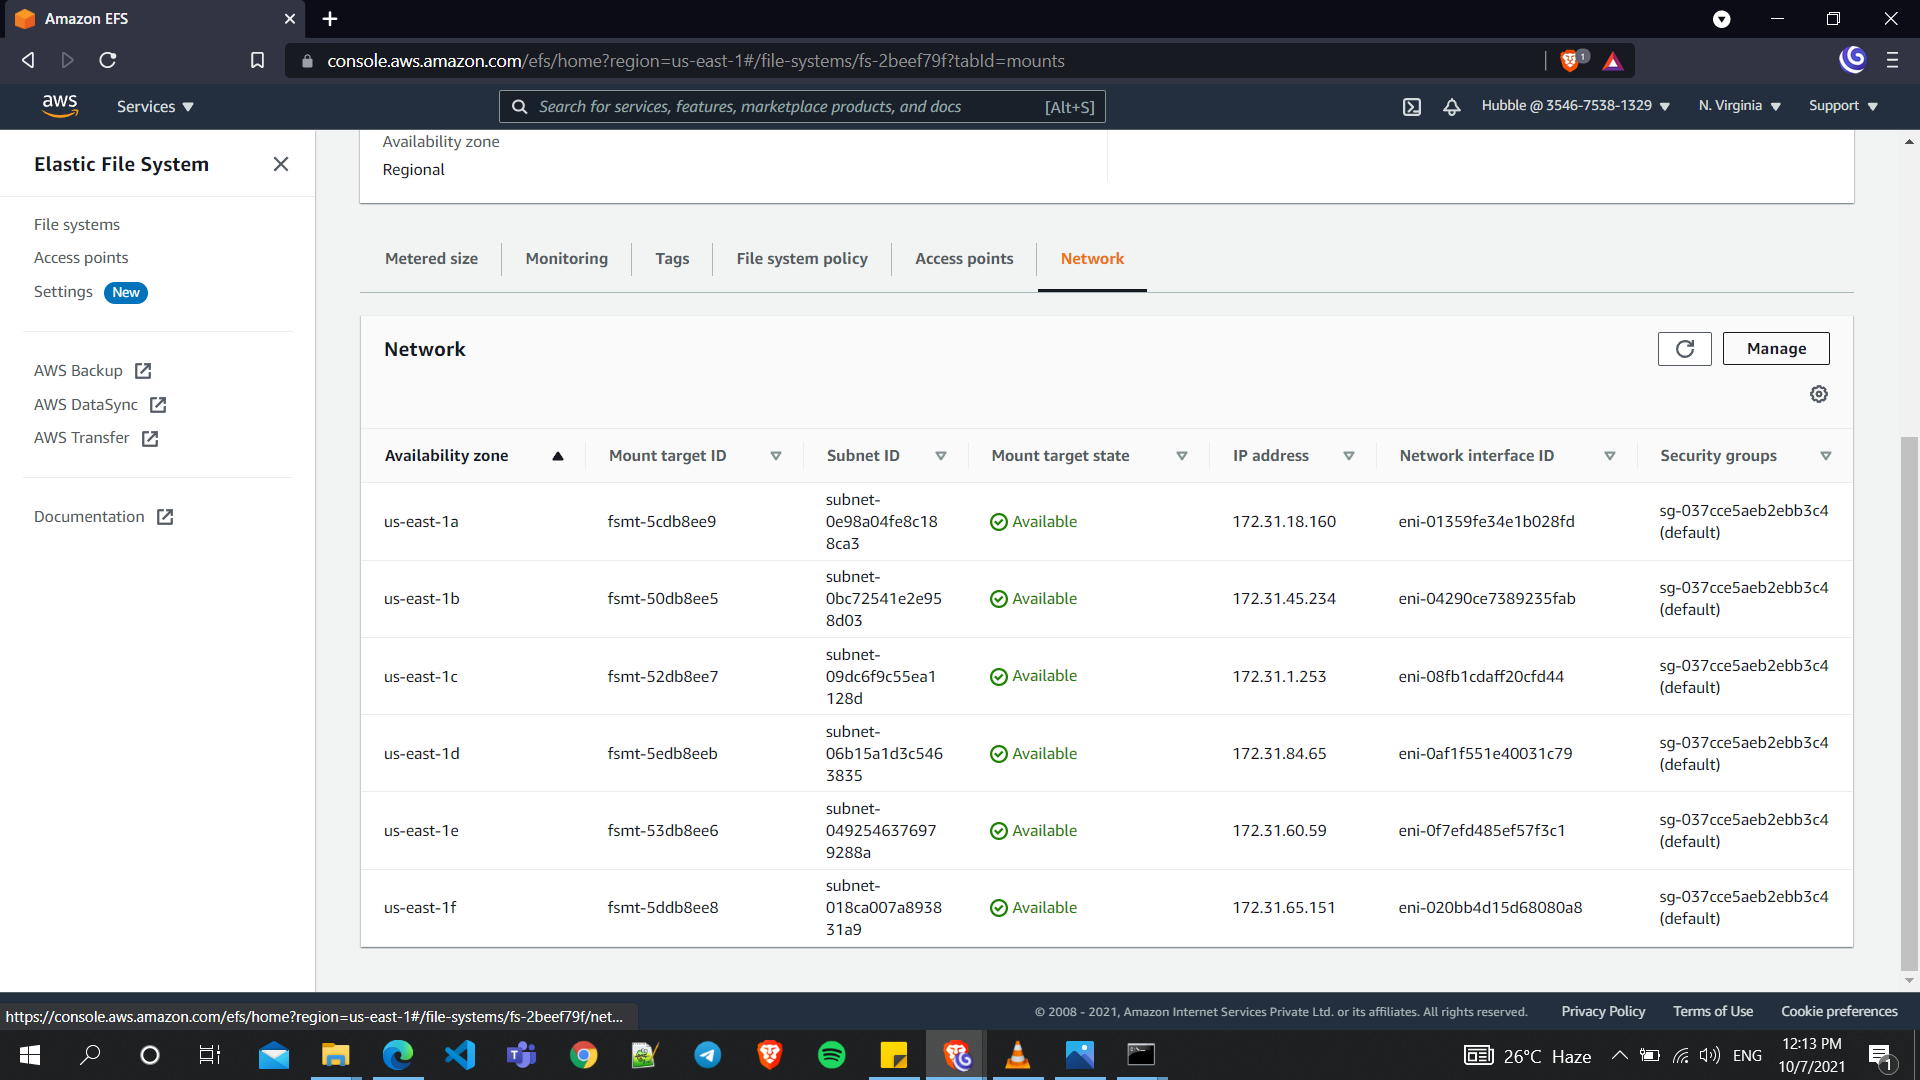 Amazon EFS
console.aws.amazon.com/efs/home?region=us-east-1#/file-systems/fs-2beef79f?tabId=mounts
1
aws
Services
Search for services, features, marketplace products, and docs [Alt+S]
Hubble @ 3546-7538-1329
N. Virginia
Support
Elastic File System
File systems
Access points
Settings New
AWS Backup
AWS DataSync
AWS Transfer
Documentation
Availability zone
Regional
Metered size Monitoring Tags File system policy Access points Network
Network
Manage
Availability zone Mount target ID Subnet ID Mount target state IP address Network interface ID Security groups
us-east-1a fsmt-5cdb8ee9 subnet-
0e98a04fe8c18
8ca3 Available 172.31.18.160 eni-01359fe34e1b028fd sg-037cce5aeb2ebb3c4
(default)
us-east-1b fsmt-50db8ee5 subnet-
0bc72541e2e95
8d03 Available 172.31.45.234 eni-04290ce7389235fab sg-037cce5aeb2ebb3c4
(default)
us-east-1c fsmt-52db8ee7 subnet-
09dc6f9c55ea1
128d Available 172.31.1.253 eni-08fb1cdaff20cfd44 sg-037cce5aeb2ebb3c4
(default)
us-east-1d fsmt-5edb8eeb subnet-
06b15a1d3c546
3835 Available 172.31.84.65 eni-0af1f551e40031c79 sg-037cce5aeb2ebb3c4
(default)
us-east-1e fsmt-53db8ee6 subnet-
049254637697
9288a Available 172.31.60.59 eni-0f7efd485ef57f3c1 sg-037cce5aeb2ebb3c4
(default)
us-east-1f fsmt-5ddb8ee8 subnet-
018ca007a8938
31a9 Available 172.31.65.151 eni-020bb4d15d68080a8 sg-037cce5aeb2ebb3c4
(default)
https://console.aws.amazon.com/efs/home?region=us-east-1#/file-systems/fs-2beef79f/net...
© 2008 - 2021, Amazon Internet Services Private Ltd. or its affiliates. All rights reserved.
Privacy Policy
Terms of Use
Cookie preferences
26°C Haze
ENG
12:13 PM
10/7/2021
1